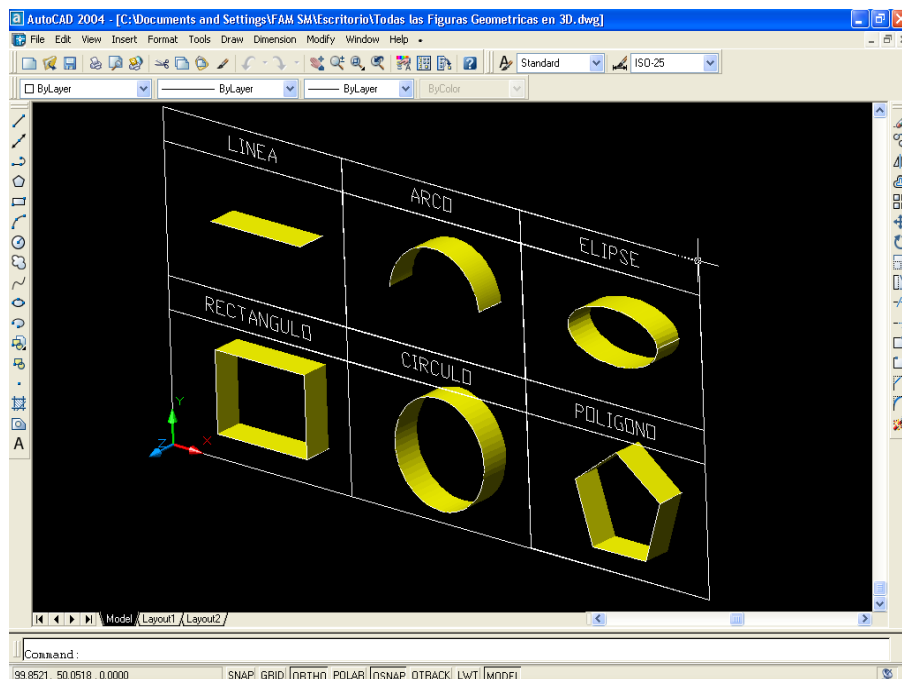 AutoCAD 2004 - [C:\Documents and Settings\FAM SM\Escritorio\Todas las Figuras Geometricas en 3D.dwg]
File Edit View Insert Format Tools Draw Dimension Modify Window Help
Standard ISO-25
ByLayer ByLayer ByLayer ByColor
LINEA
ARCO
ELIPSE
RECTANGULO
CIRCULO
POLIGONO
Y
Z X
A
Model Layout1 Layout2
Command:
99.8521, 50.0518, 0.0000 SNAP GRID ORTHO POLAR OSNAP OTRACK LWT MODEL